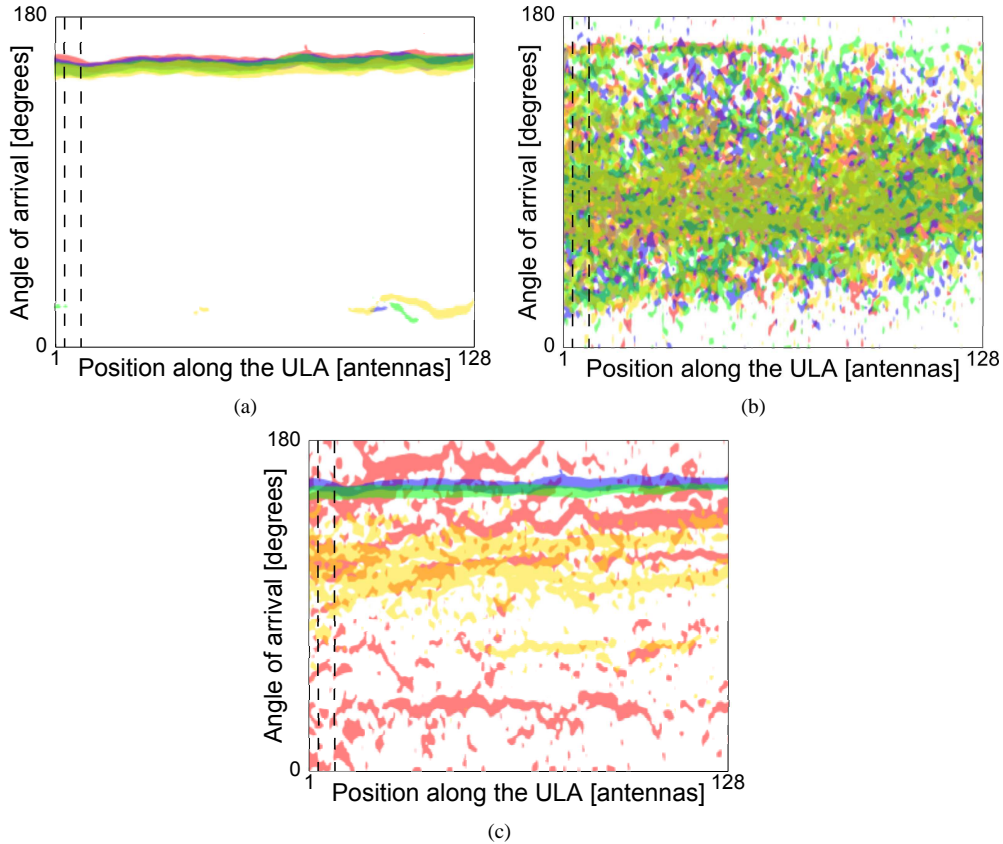 180
Angle of arrival [degrees]
0
1
Position along the ULA [antennas]
128
(a)
180
Angle of arrival [degrees]
0
1
Position along the ULA [antennas]
128
(b)
180
Angle of arrival [degrees]
0
1
Position along the ULA [antennas]
128
(c)